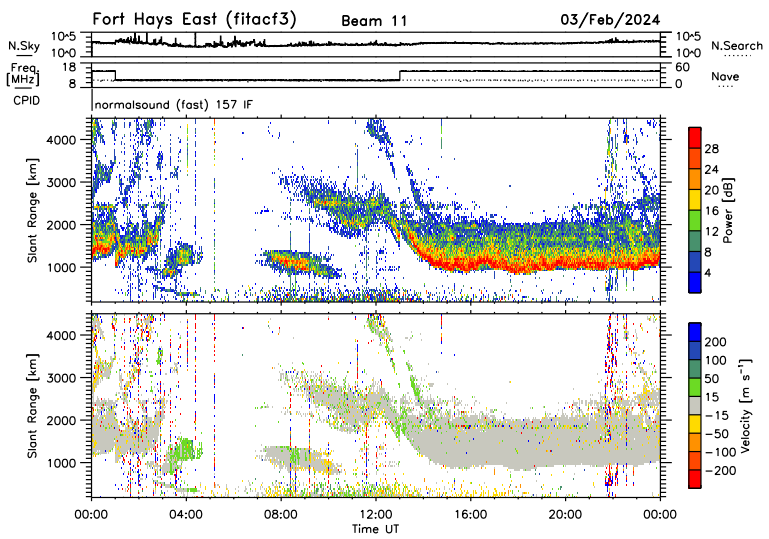 Fort Hays East (fitacf3) Beam 11 03/Feb/2024
N.Sky 10^5 10^0 10^5 10^0 N.Search
Freq. [MHz] 18 8 60 0 Nave
CPID normalsound (fast) 157 IF
Slant Range [km]
4000
3000
2000
1000
28
24
20
16
12
8
4
Power [dB]
Slant Range [km]
4000
3000
2000
1000
200
100
50
15
-15
-50
-100
-200
Velocity [m s⁻¹]
00:00 04:00 08:00 12:00 16:00 20:00 00:00
Time UT